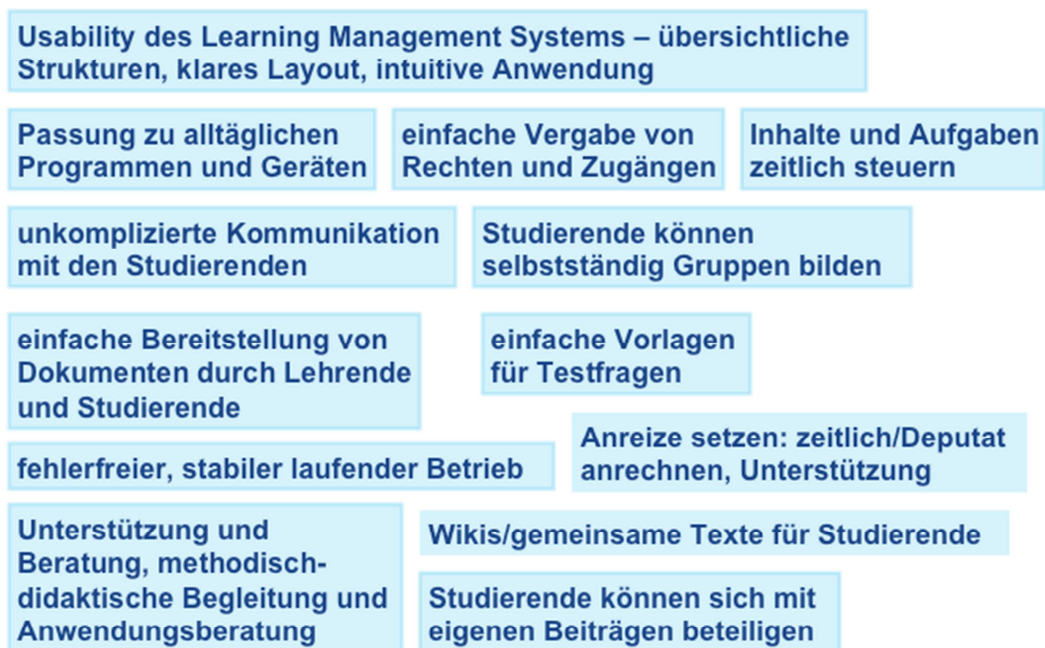 Usability des Learning Management Systems – übersichtliche
Strukturen, klares Layout, intuitive Anwendung
Passung zu alltäglichen
Programmen und Geräten
einfache Vergabe von
Rechten und Zugängen
Inhalte und Aufgaben
zeitlich steuern
unkomplizierte Kommunikation
mit den Studierenden
Studierende können
selbstständig Gruppen bilden
einfache Bereitstellung von
Dokumenten durch Lehrende
und Studierende
einfache Vorlagen
für Testfragen
fehlerfreier, stabiler laufender Betrieb
Anreize setzen: zeitlich/Deputat
anrechnen, Unterstützung
Unterstützung und
Beratung, methodisch-
didaktische Begleitung und
Anwendungsberatung
Wikis/gemeinsame Texte für Studierende
Studierende können sich mit
eigenen Beiträgen beteiligen